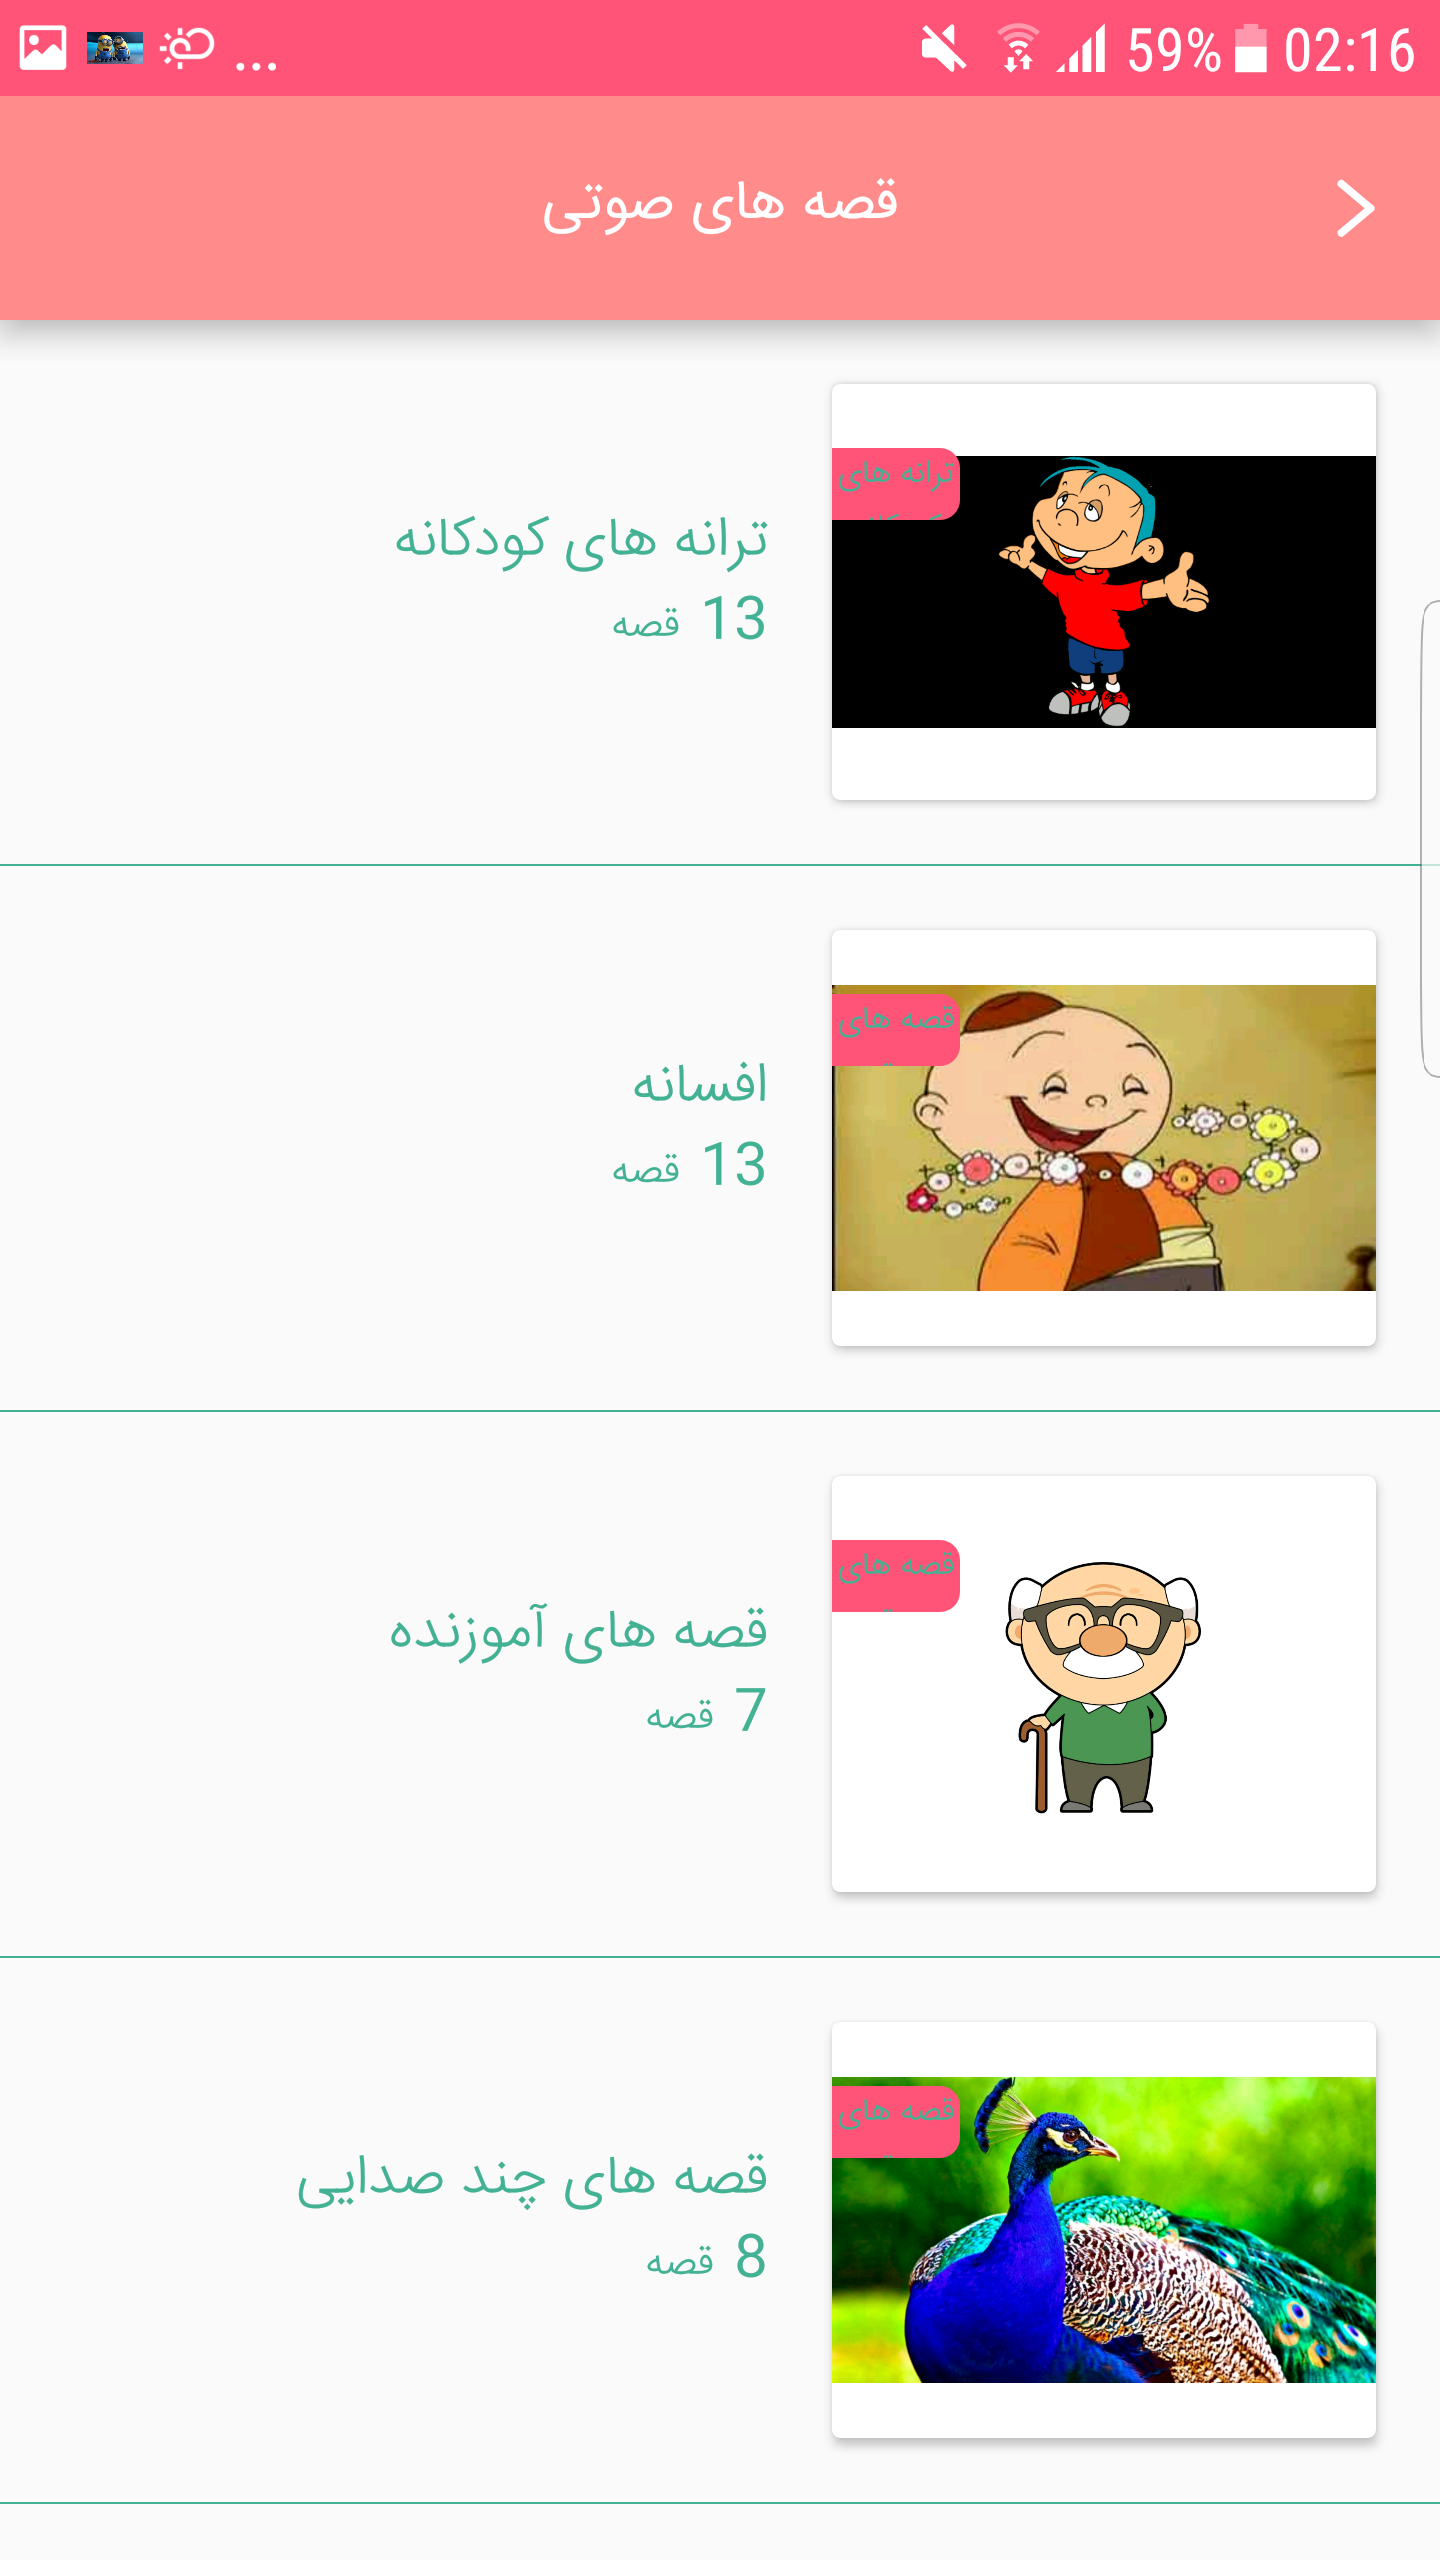 ... 59% 02:16
قصه های صوتی
ترانه های
ترانه های کودکانه
13 قصه
قصه های
افسانه
13 قصه
قصه های
قصه های آموزنده
7 قصه
قصه های
قصه های چند صدایی
8 قصه